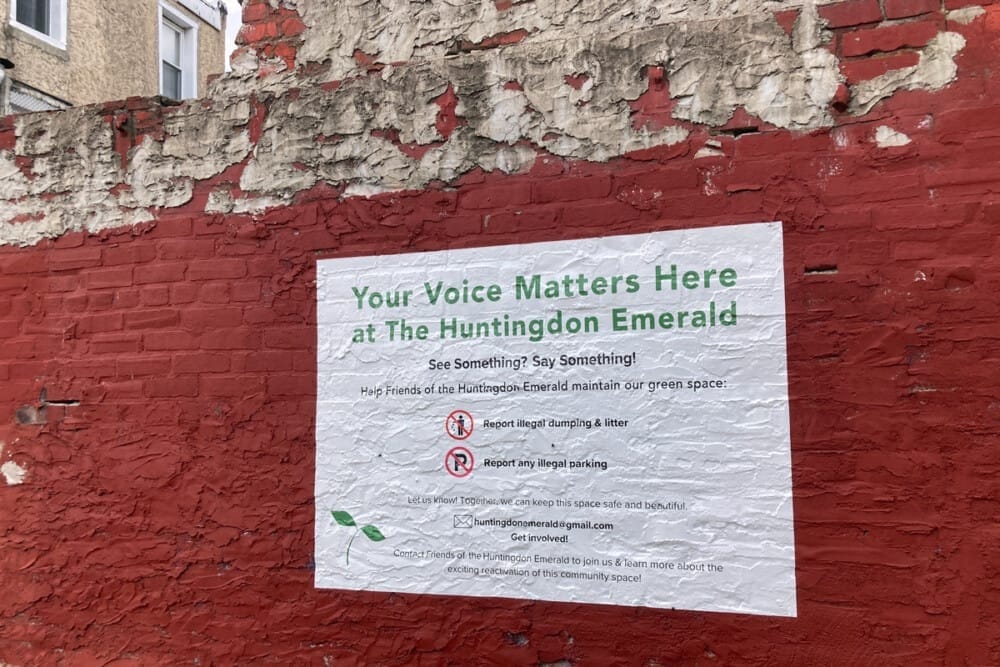 Your Voice Matters Here
at The Huntingdon Emerald
See Something? Say Something!
Help Friends of the Huntingdon Emerald maintain our green space:
Report illegal dumping & litter
P
Report any illegal parking
Let us know! Together, we can keep this space safe and beautiful.
huntingdonemerald@gmail.com
Get involved!
Contact Friends of the Huntingdon Emerald to join us & learn more about the
exciting reactivation of this community space!